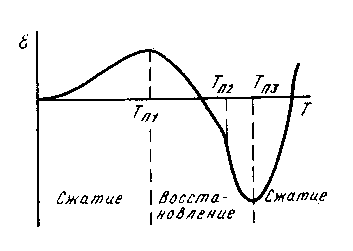 ε
Tп2 Tп3
Tп1
T
Сжатие Восста- Сжатие
новление